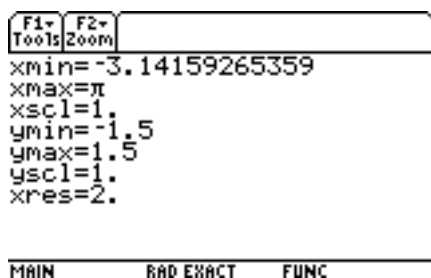 F1▾ F2▾
Tools Zoom
xmin=⁻3.14159265359
xmax=π
xscl=1.
ymin=⁻1.5
ymax=1.5
yscl=1.
xres=2.
MAIN RAD EXACT FUNC